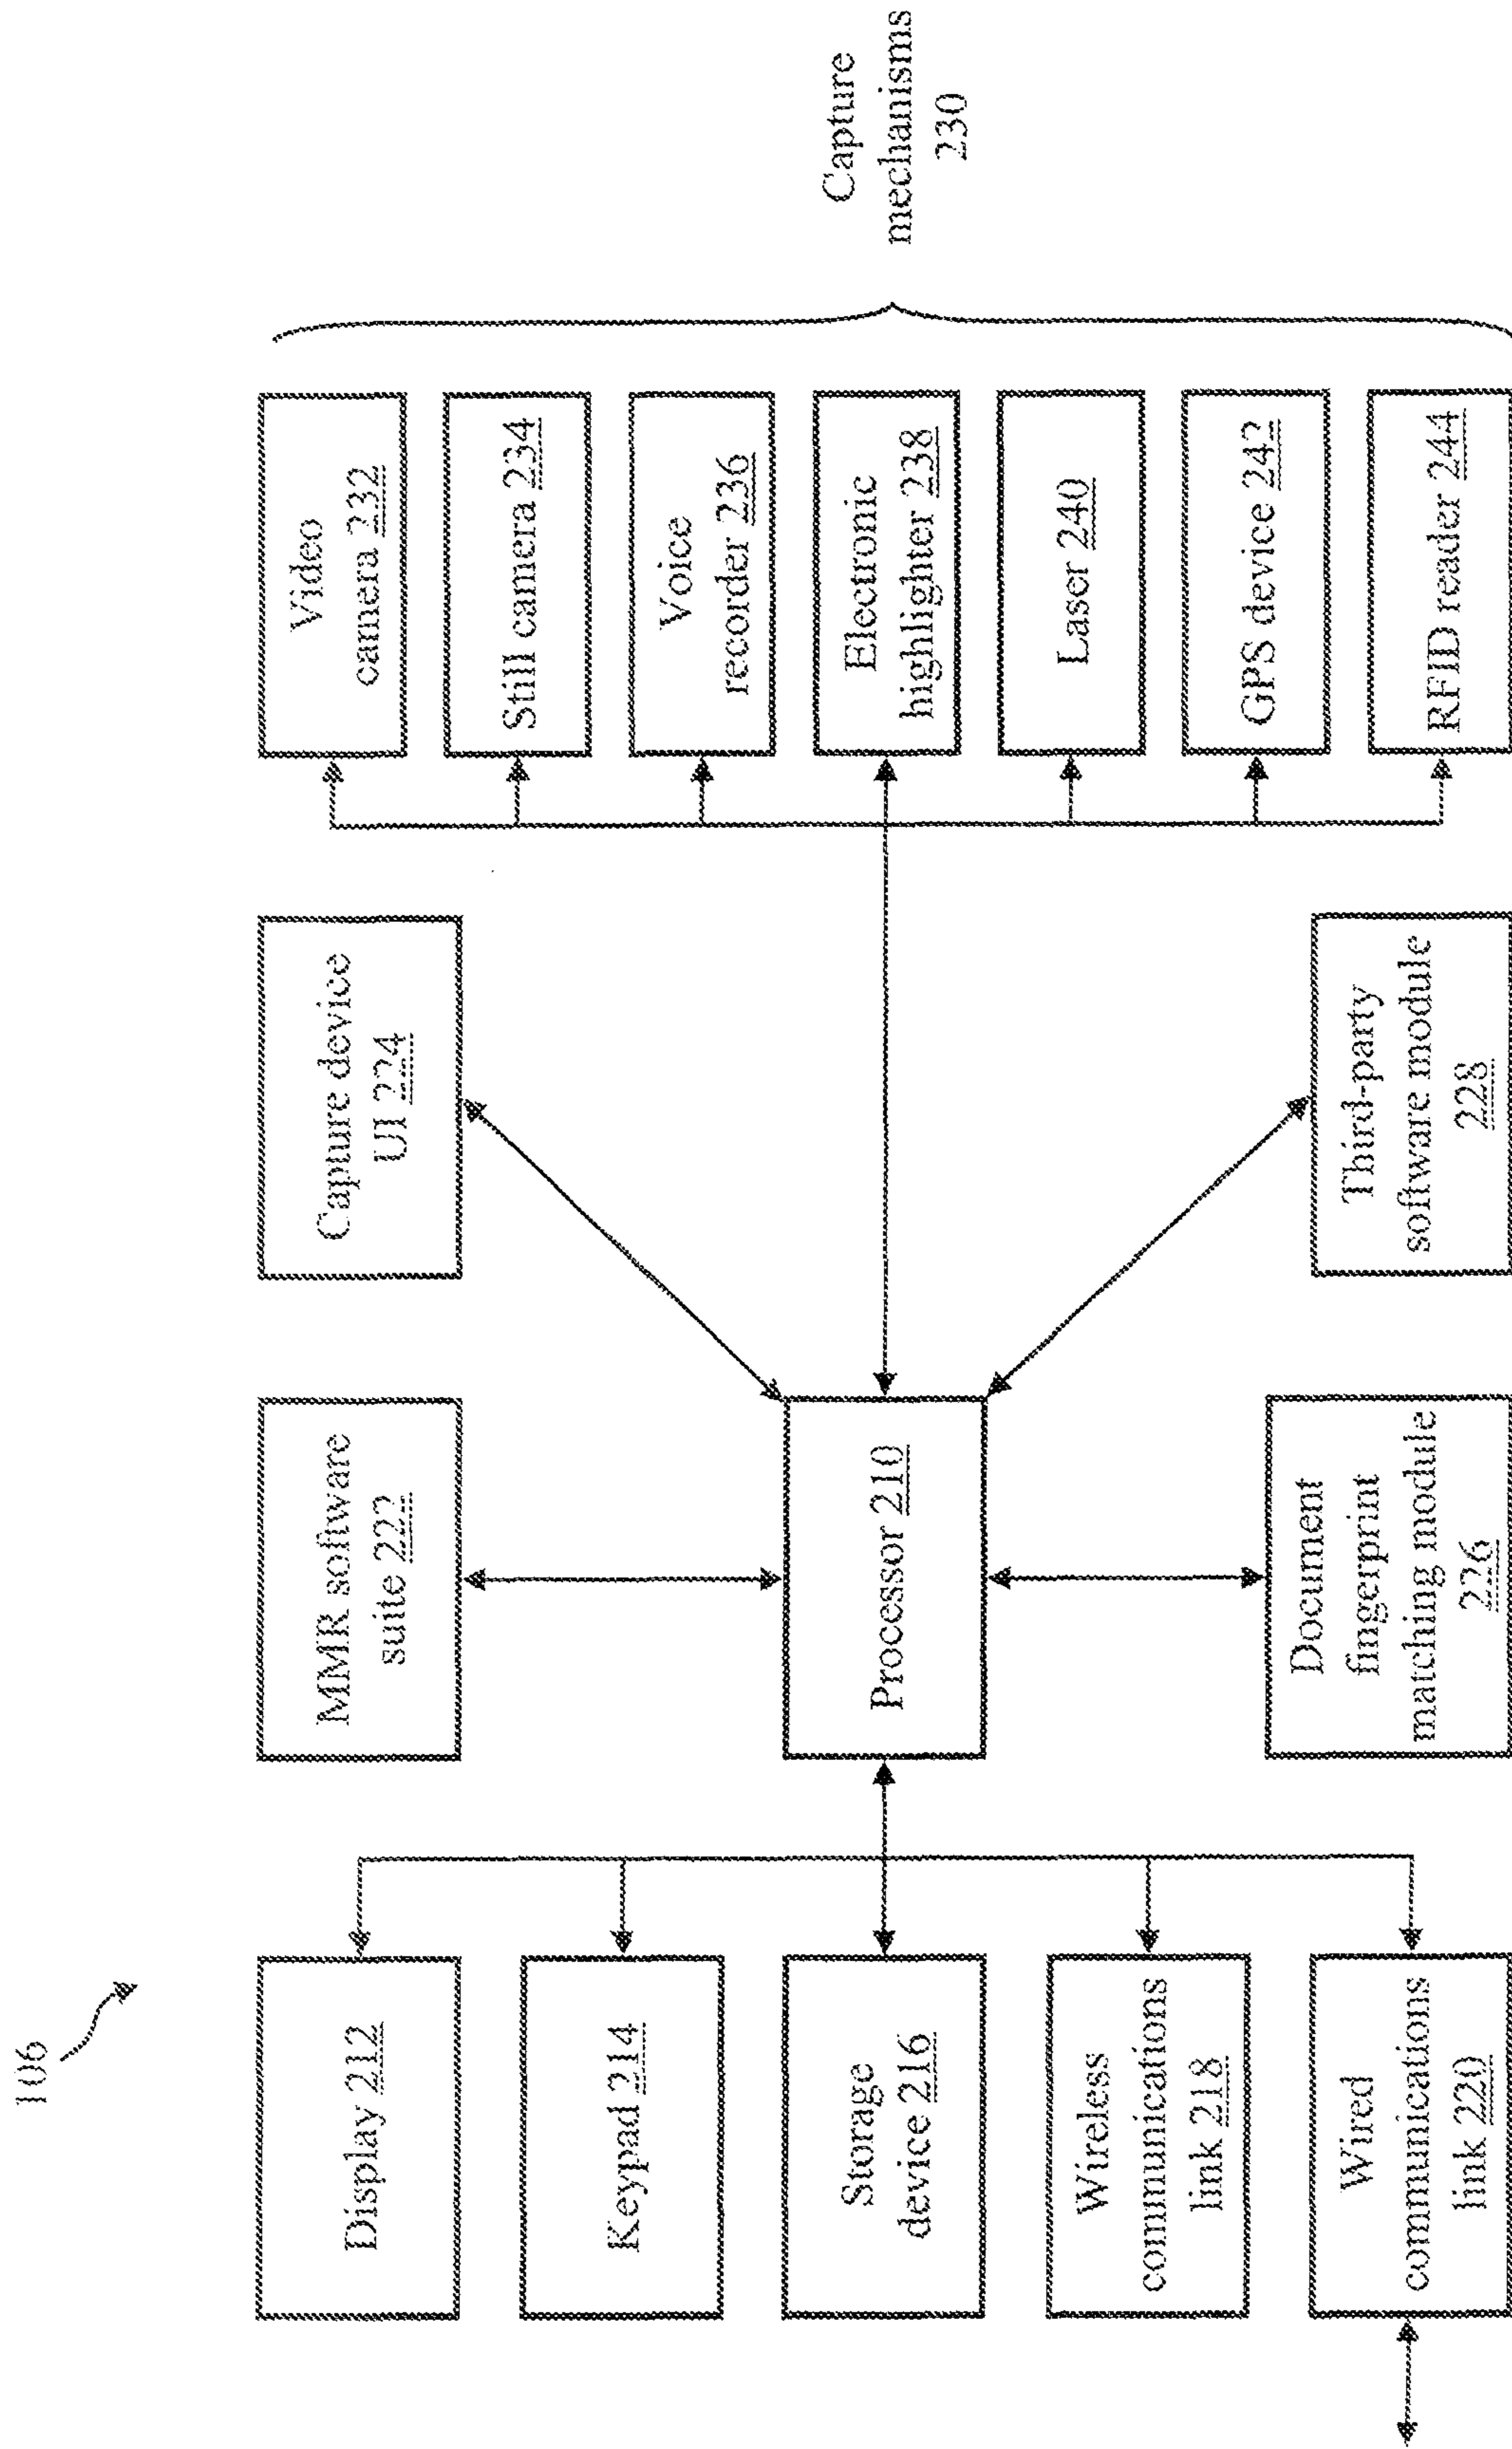 106
Display 212
Keypad 214
Storage
device 216
Wireless
communications
link 218
Wired
communications
link 220
MMR software
suite 222
Processor 210
Document
fingerprint
matching module
226
Capture device
UI 224
Third-party
software module
228
Video
camera 232
Still camera 234
Voice
recorder 236
Electronic
highlighter 238
Laser 240
GPS device 242
RFID reader 244
Capture
mechanisms
230